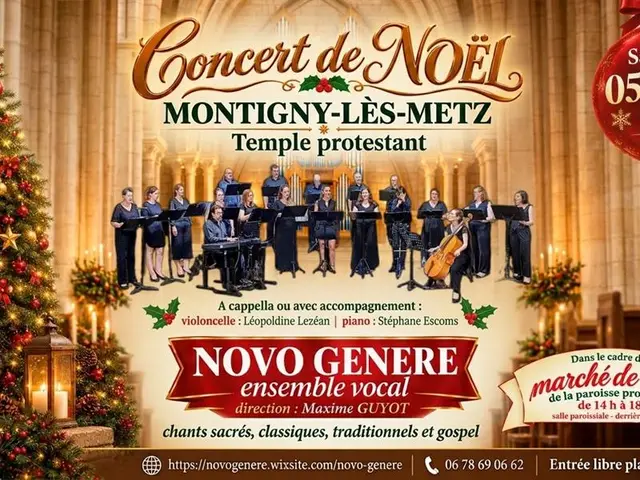 Concert de NOËL
MONTIGNY-LÈS-METZ
Temple protestant
05
A cappella ou avec accompagnement :
violoncelle : Léopoldine Lezéan | piano : Stéphane Escoms
NOVO GENERE
ensemble vocal
direction : Maxime GUYOT
chants sacrés, classiques, traditionnels et gospel
Dans le cadre d
marché de
de la paroisse pro
de 14 h à 18
salle paroissiale - derrièr
https://novogenere.wixsite.com/novo-genere
06 78 69 06 62
Entrée libre pla